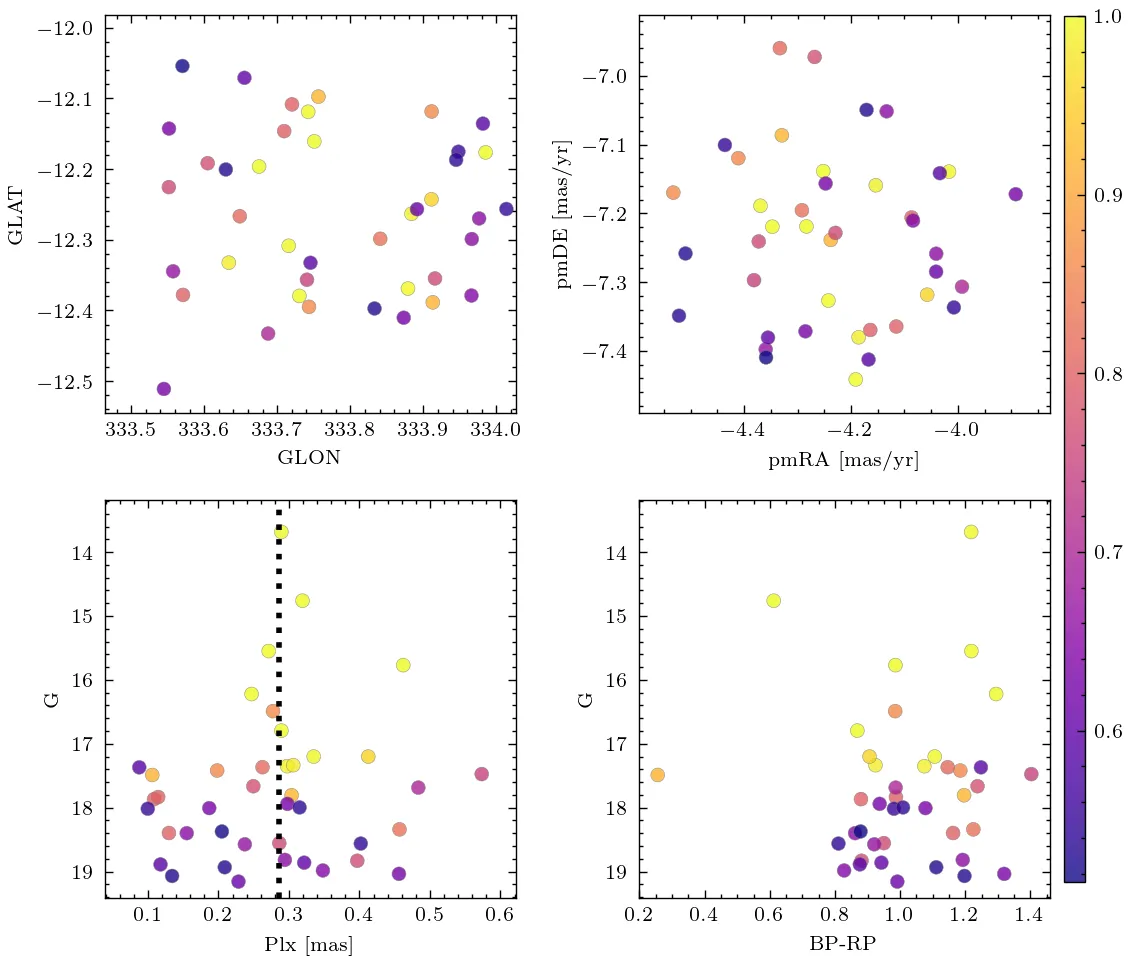 −12.0
−12.1
−12.2
−12.3
−12.4
−12.5
GLAT
333.5 333.6 333.7 333.8 333.9 334.0
GLON
−7.0
−7.1
−7.2
−7.3
−7.4
pmDE [mas/yr]
−4.4 −4.2 −4.0
pmRA [mas/yr]
1.0
0.9
0.8
0.7
0.6
14
15
16
17
18
19
G
0.1 0.2 0.3 0.4 0.5 0.6
Plx [mas]
14
15
16
17
18
19
G
0.2 0.4 0.6 0.8 1.0 1.2 1.4
BP-RP